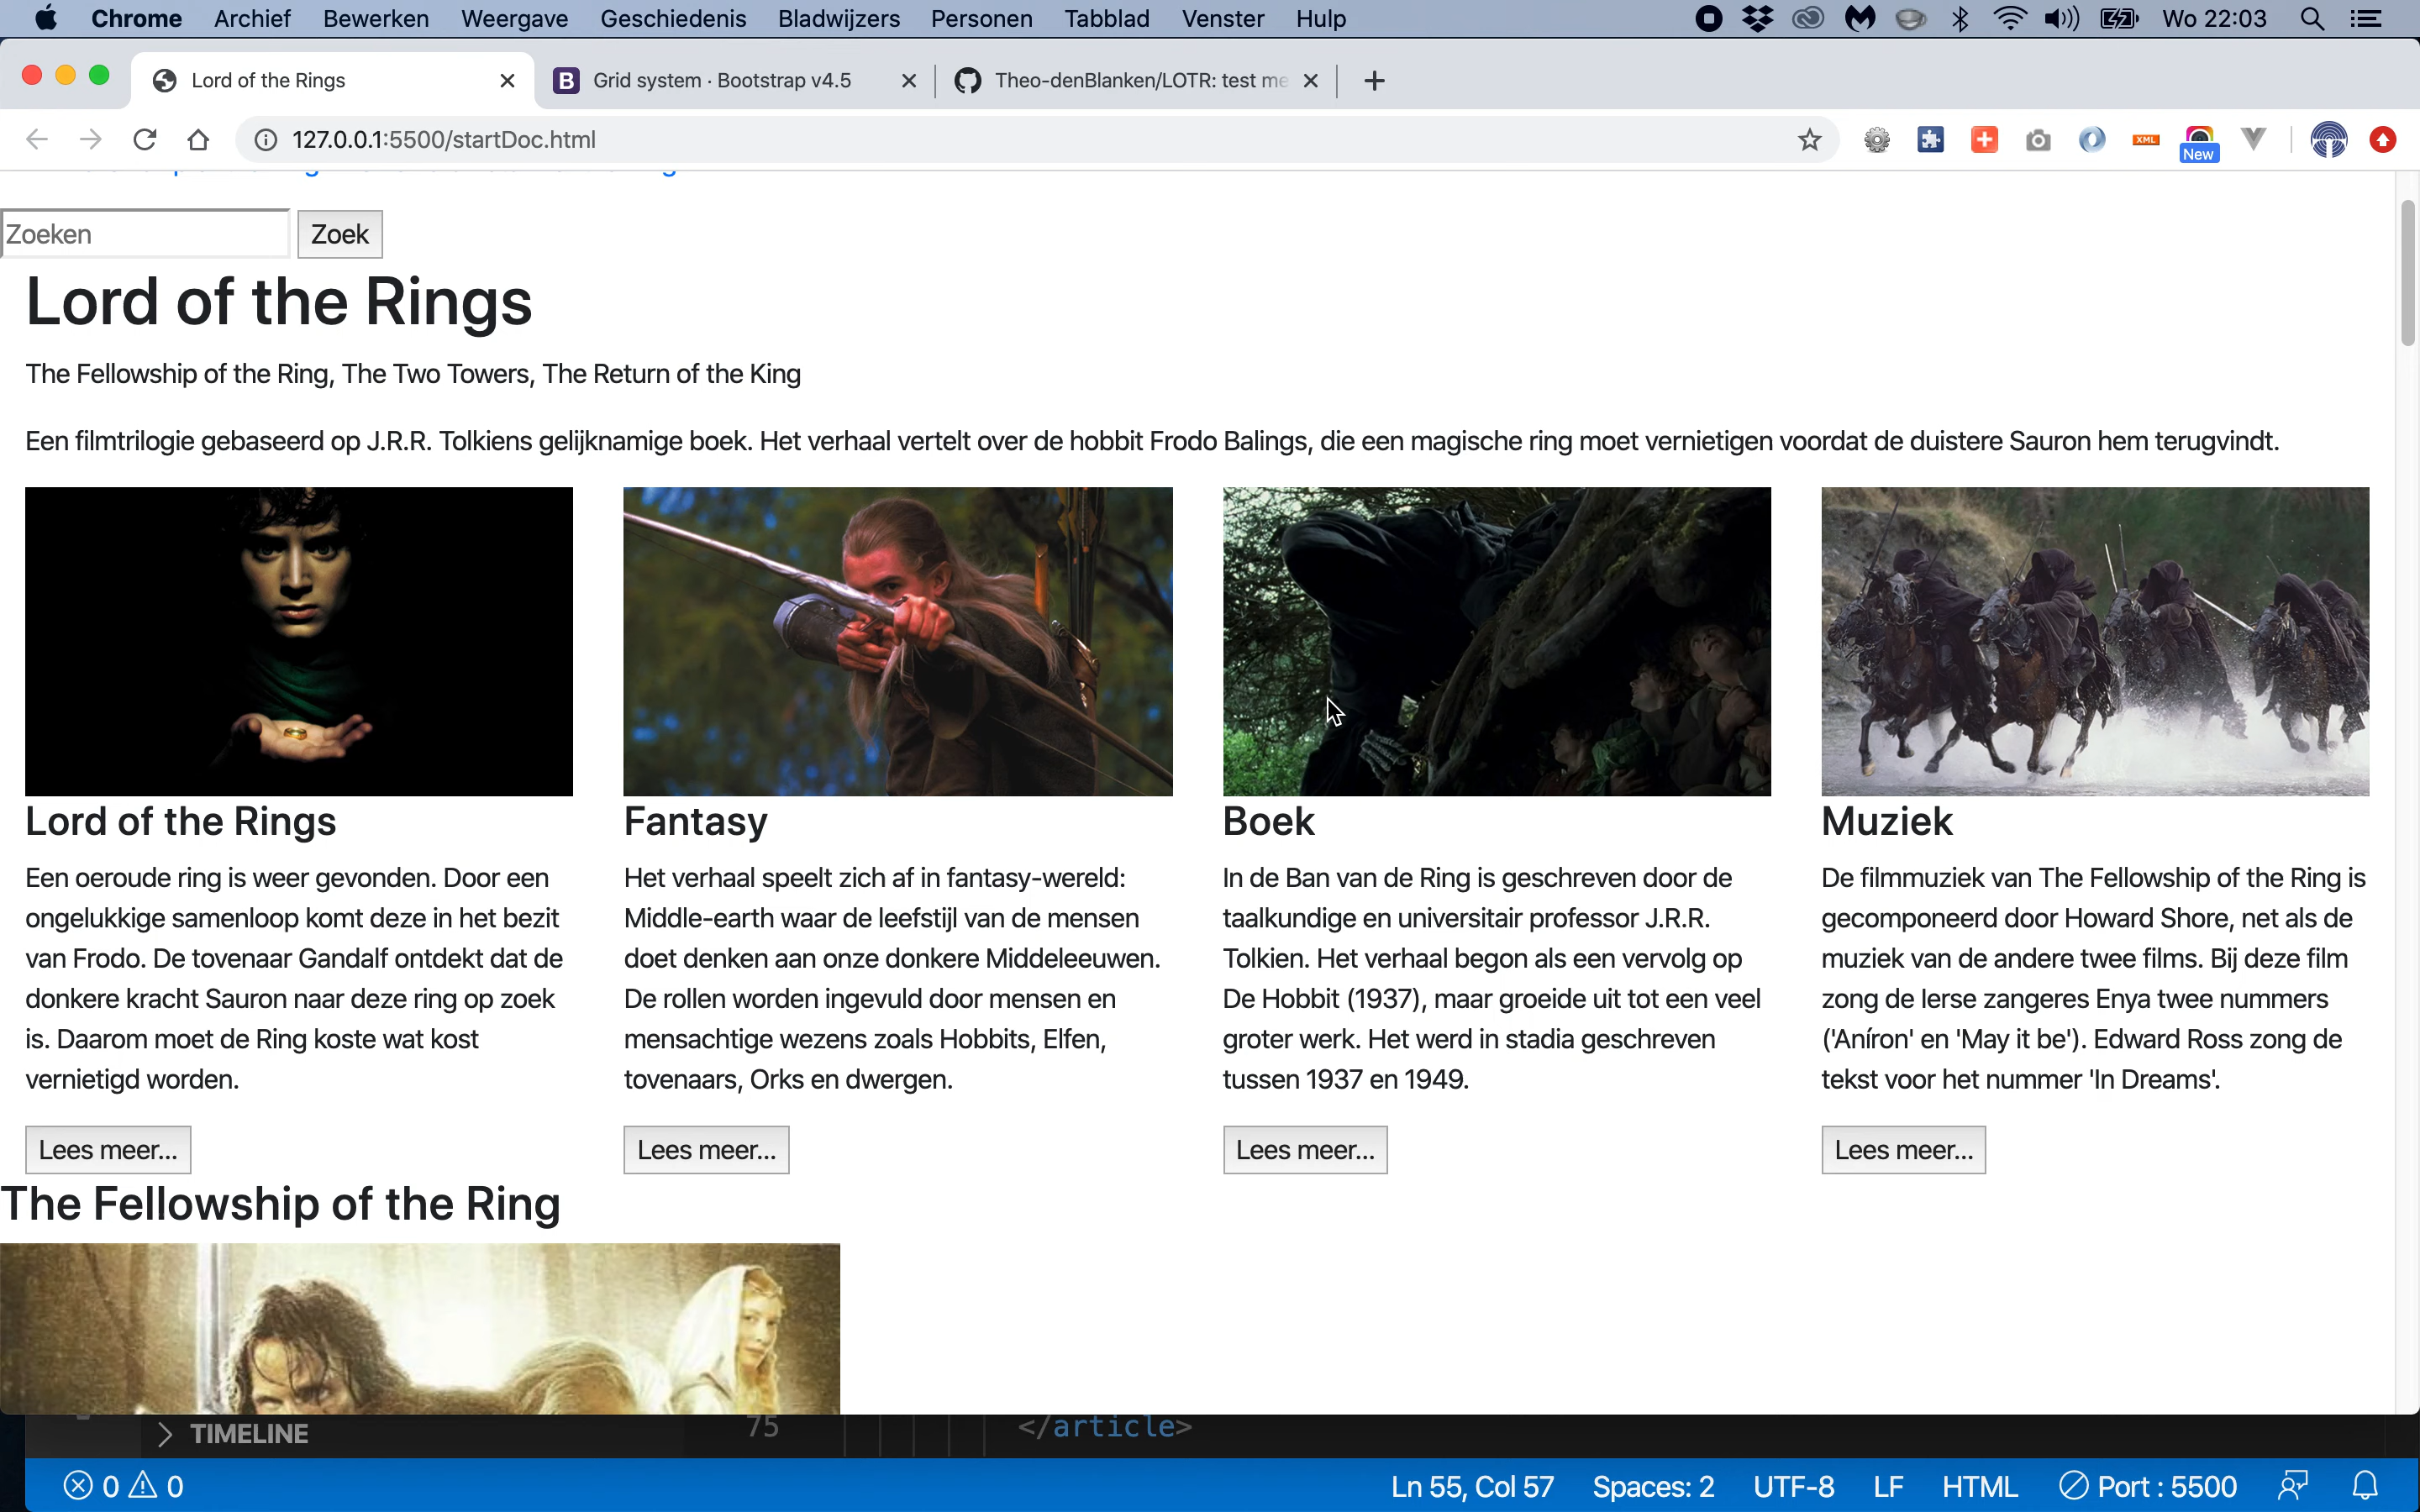 Chrome Archief Bewerken Weergave Geschiedenis Bladwijzers Personen Tabblad Venster Hulp Wo 22:03
Lord of the Rings Grid system · Bootstrap v4.5 Theo-denBlanken/LOTR: test me
127.0.0.1:5500/startDoc.html XML New
Zoeken Zoek
Lord of the Rings
The Fellowship of the Ring, The Two Towers, The Return of the King
Een filmtrilogie gebaseerd op J.R.R. Tolkiens gelijknamige boek. Het verhaal vertelt over de hobbit Frodo Balings, die een magische ring moet vernietigen voordat de duistere Sauron hem terugvindt.
Lord of the Rings
Een oeroude ring is weer gevonden. Door een
ongelukkige samenloop komt deze in het bezit
van Frodo. De tovenaar Gandalf ontdekt dat de
donkere kracht Sauron naar deze ring op zoek
is. Daarom moet de Ring koste wat kost
vernietigd worden.
Lees meer...
Fantasy
Het verhaal speelt zich af in fantasy-wereld:
Middle-earth waar de leefstijl van de mensen
doet denken aan onze donkere Middeleeuwen.
De rollen worden ingevuld door mensen en
mensachtige wezens zoals Hobbits, Elfen,
tovenaars, Orks en dwergen.
Lees meer...
Boek
In de Ban van de Ring is geschreven door de
taalkundige en universitair professor J.R.R.
Tolkien. Het verhaal begon als een vervolg op
De Hobbit (1937), maar groeide uit tot een veel
groter werk. Het werd in stadia geschreven
tussen 1937 en 1949.
Lees meer...
Muziek
De filmmuziek van The Fellowship of the Ring is
gecomponeerd door Howard Shore, net als de
muziek van de andere twee films. Bij deze film
zong de Ierse zangeres Enya twee nummers
('Aníron' en 'May it be'). Edward Ross zong de
tekst voor het nummer 'In Dreams'.
Lees meer...
The Fellowship of the Ring
TIMELINE 75 </article>
0 0 Ln 55, Col 57 Spaces: 2 UTF-8 LF HTML Port : 5500